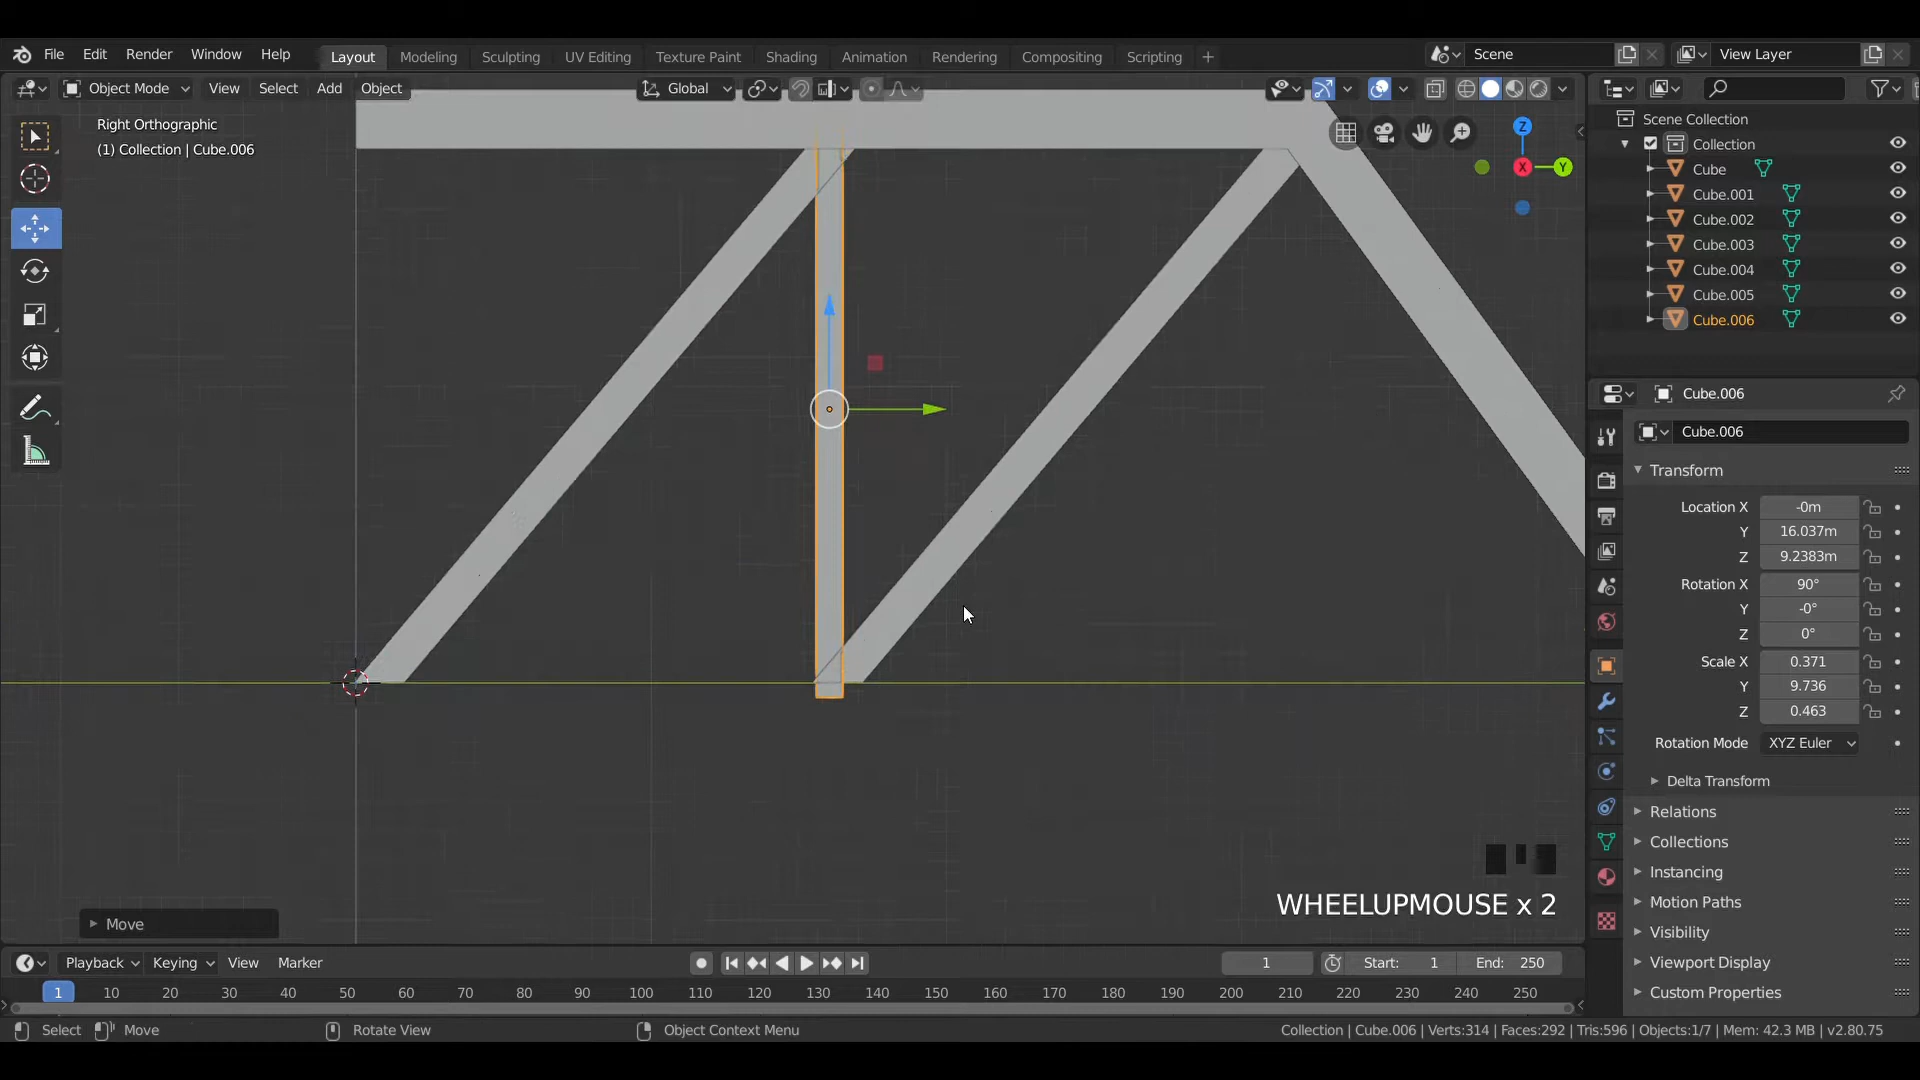 File Edit Render Window Help Layout Modeling Sculpting UV Editing Texture Paint Shading Animation Rendering Compositing Scripting + Scene View Layer
Object Mode View Select Add Object Global
Right Orthographic
(1) Collection | Cube.006
Z
X
Y
Scene Collection
Collection
Cube
Cube.001
Cube.002
Cube.003
Cube.004
Cube.005
Cube.006
Cube.006
Cube.006
Transform
Location X -0m
Y 16.037m
Z 9.2383m
Rotation X 90°
Y -0°
Z 0°
Scale X 0.371
Y 9.736
Z 0.463
Rotation Mode XYZ Euler
Delta Transform
Relations
Collections
Instancing
Motion Paths
Visibility
Viewport Display
Custom Properties
WHEELUPMOUSE x 2
Move
Playback Keying View Marker 1 Start: 1 End: 250
1 10 20 30 40 50 60 70 80 90 100 110 120 130 140 150 160 170 180 190 200 210 220 230 240 250
Select Move Rotate View Object Context Menu Collection | Cube.006 | Verts:314 | Faces:292 | Tris:596 | Objects:1/7 | Mem: 42.3 MB | v2.80.75